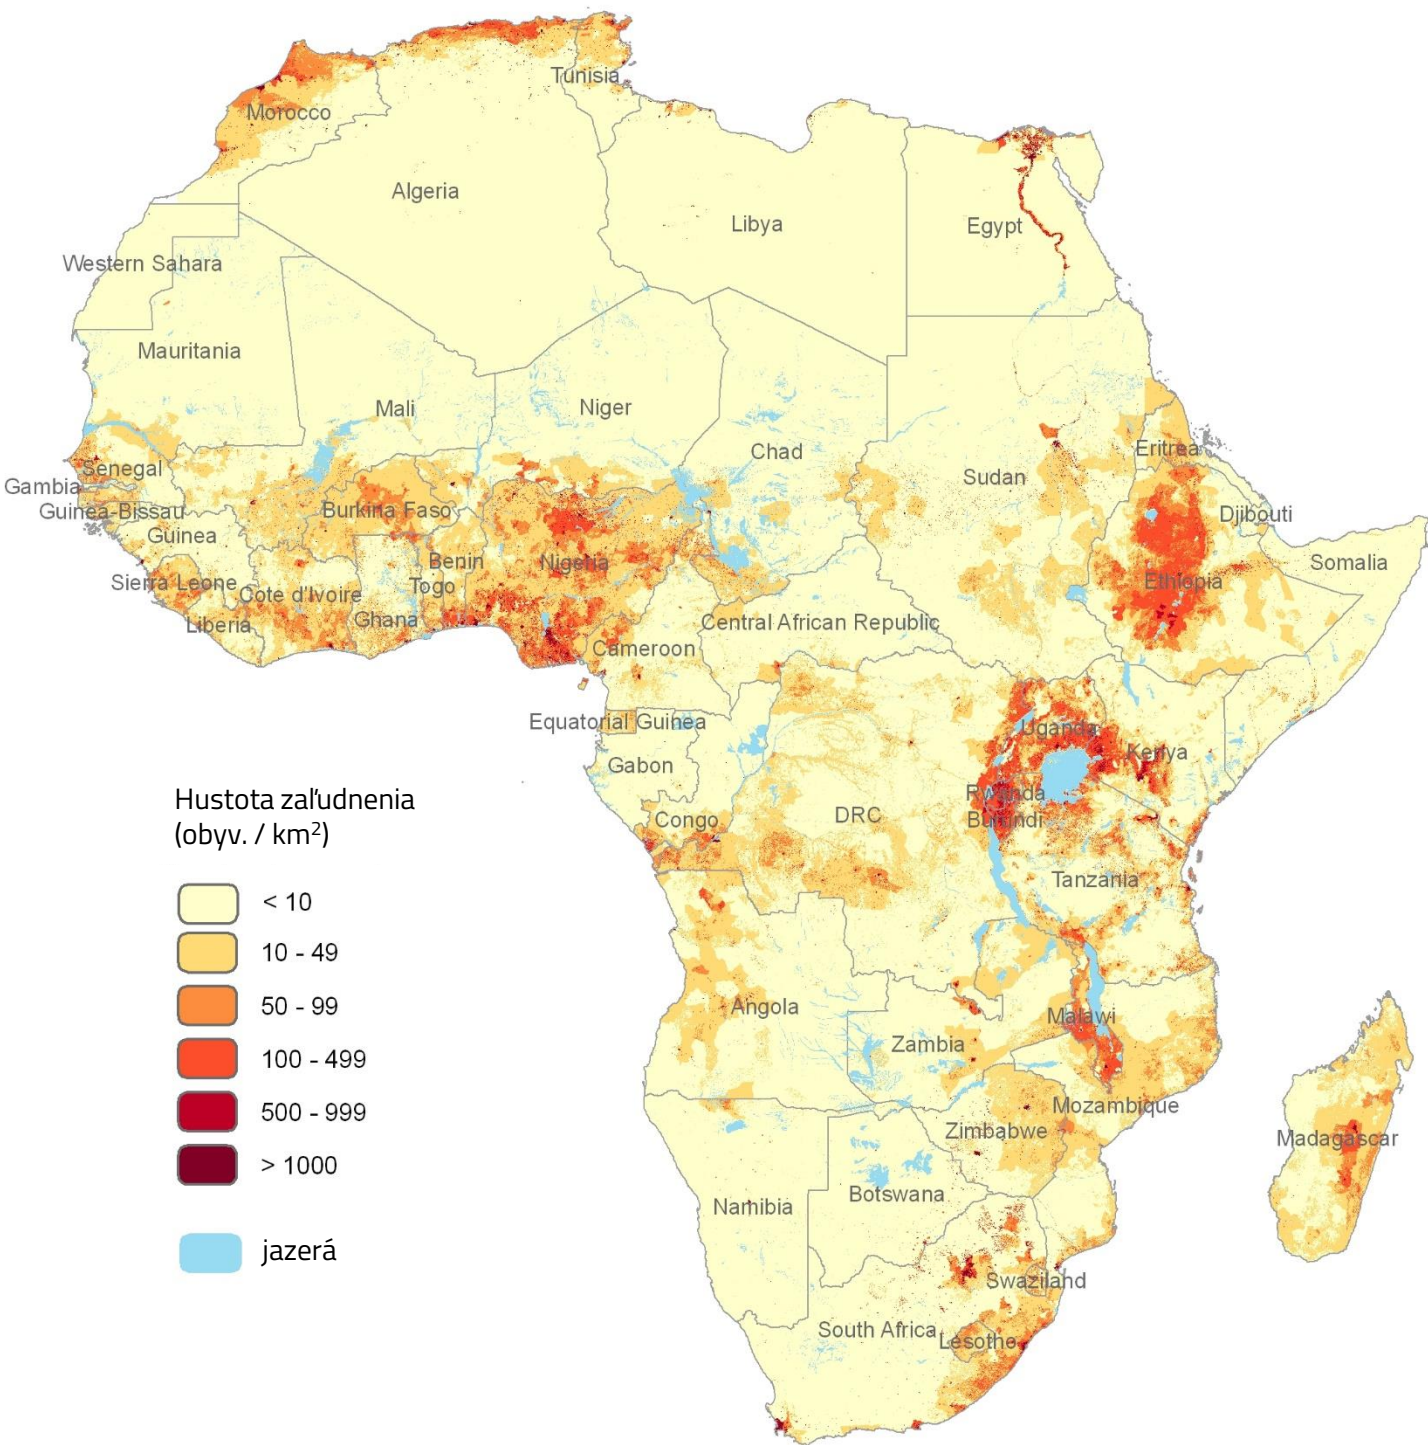 Tunisia
Morocco
Algeria
Libya
Egypt
Western Sahara
Mauritania
Mali
Niger
Chad
Sudan
Eritrea
Senegal
Gambia
Guinea-Bissau
Guinea
Burkina Faso
Djibouti
Benin
Nigeria
Somalia
Sierra Leone
Cote d'Ivoire
Togo
Ethiopia
Ghana
Liberia
Central African Republic
Cameroon
Equatorial Guinea
Uganda
Kenya
Gabon
Rwanda
Congo
DRC
Burundi
Tanzania
Angola
Malawi
Zambia
Mozambique
Zimbabwe
Madagascar
Namibia
Botswana
Swaziland
South Africa
Lesotho
Hustota zaľudnenia
(obyv. / km²)
< 10
10 - 49
50 - 99
100 - 499
500 - 999
> 1000
jazerá